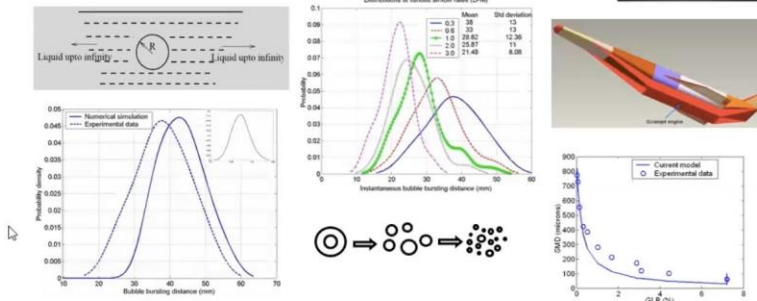 R
Liquid upto infinity
Liquid upto infinity
Numerical simulation
Experimental data
Probability density
0.05
0.045
0.04
0.035
0.03
0.025
0.02
0.015
0.01
0.005
0
10 20 30 40 50 60 70
Bubble bursting distance (mm)
Mean Std deviation
0.3 38 13
0.6 33 13
1.0 28.62 12.36
2.0 25.87 11
3.0 21.48 8.08
Probability
0.1
0.09
0.08
0.07
0.06
0.05
0.04
0.03
0.02
0.01
0
0 10 20 30 40 50 60
Instantaneous bubble bursting distance (mm)
Scramjet engine
Current model
Experimental data
SMD (microns)
900
800
700
600
500
400
300
200
100
0
0 2 4 6 8
GLR (%)